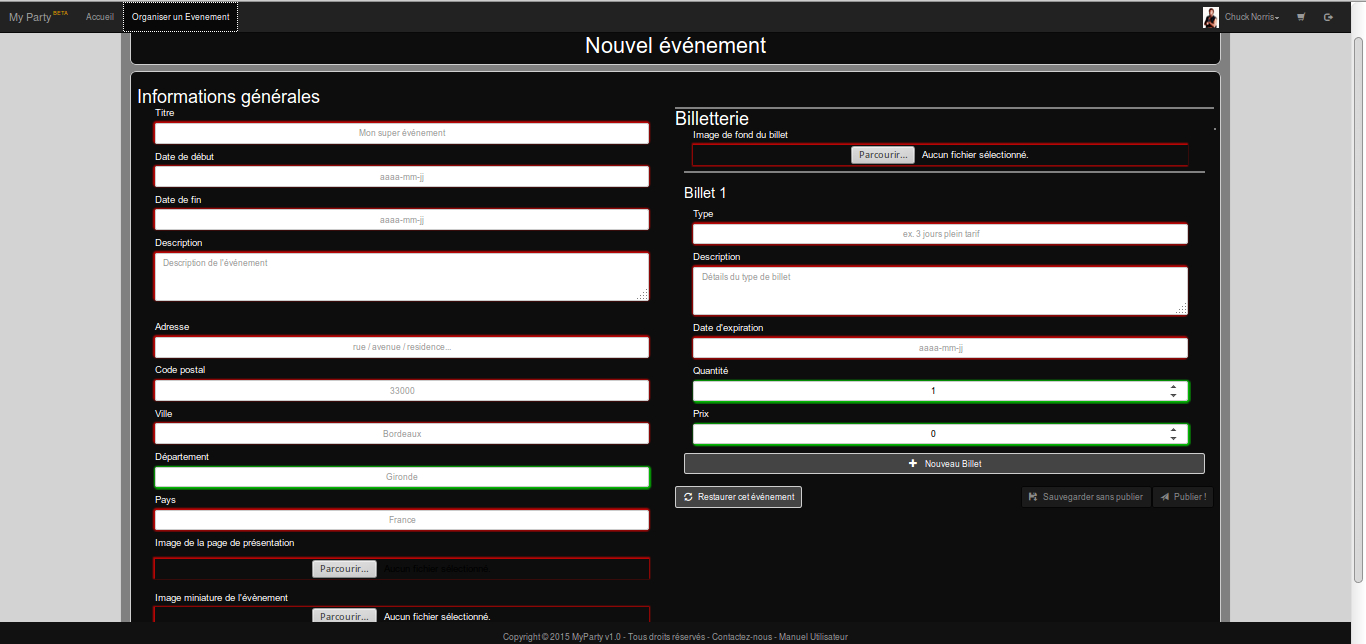 My Party BETA Accueil Organiser un Evenement Chuck Norris
Nouvel événement
Informations générales
Titre
Mon super événement
Date de début
aaaa-mm-jj
Date de fin
aaaa-mm-jj
Description
Description de l'événement
Adresse
rue / avenue / residence...
Code postal
33000
Ville
Bordeaux
Département
Gironde
Pays
France
Image de la page de présentation
Parcourir... Aucun fichier sélectionné.
Image miniature de l'évènement
Parcourir... Aucun fichier sélectionné.
Billetterie
Image de fond du billet
Parcourir... Aucun fichier sélectionné.
Billet 1
Type
ex. 3 jours plein tarif
Description
Détails du type de billet
Date d'expiration
aaaa-mm-jj
Quantité
1
Prix
0
Nouveau Billet
Restaurer cet événement Sauvegarder sans publier Publier !
Copyright © 2015 MyParty v1.0 - Tous droits réservés - Contactez-nous - Manuel Utilisateur